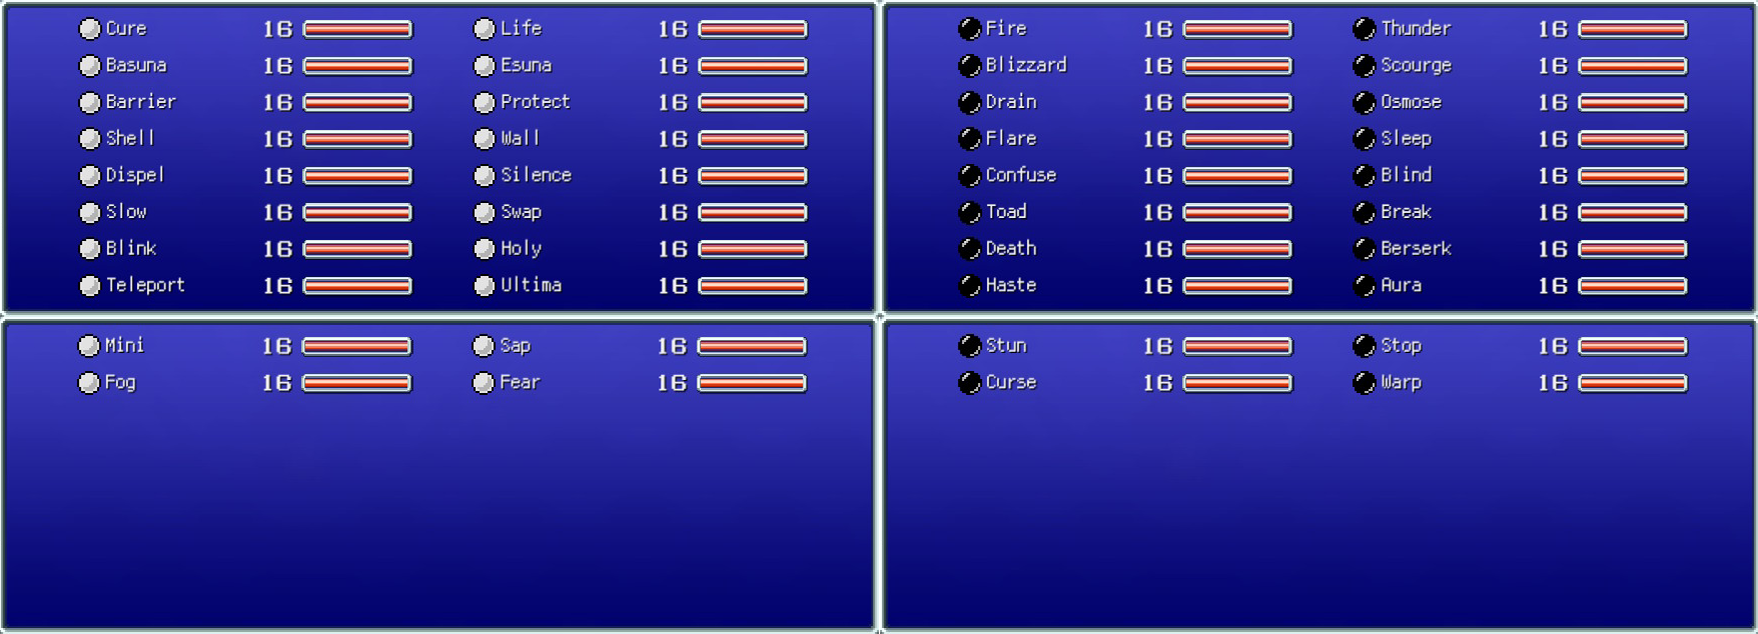 Cure 16 Life 16
Basuna 16 Esuna 16
Barrier 16 Protect 16
Shell 16 Wall 16
Dispel 16 Silence 16
Slow 16 Swap 16
Blink 16 Holy 16
Teleport 16 Ultima 16
Fire 16 Thunder 16
Blizzard 16 Scourge 16
Drain 16 Osmose 16
Flare 16 Sleep 16
Confuse 16 Blind 16
Toad 16 Break 16
Death 16 Berserk 16
Haste 16 Aura 16
Mini 16 Sap 16
Fog 16 Fear 16
Stun 16 Stop 16
Curse 16 Warp 16